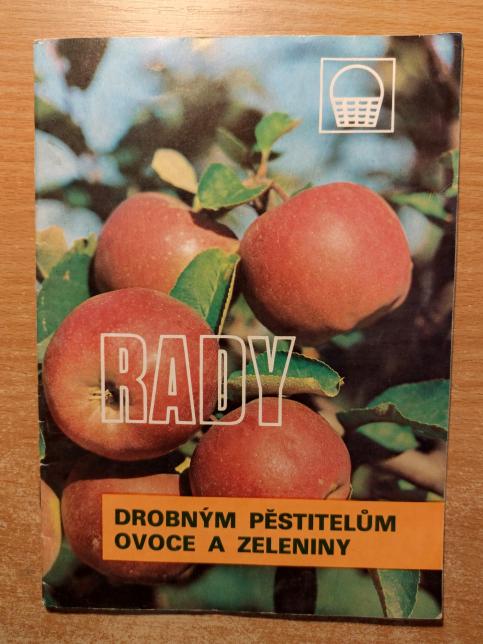 RADY
DROBNÝM PĚSTITELŮM
OVOCE A ZELENINY